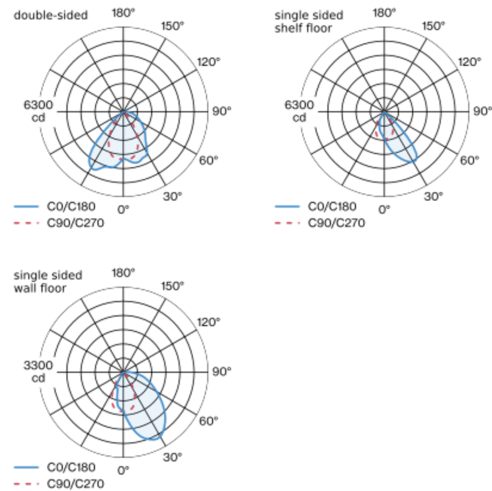 double-sided
180°
150°
120°
6300
cd
90°
60°
30°
0°
C0/C180
C90/C270
single sided
shelf floor
180°
150°
120°
6300
cd
90°
60°
30°
0°
C0/C180
C90/C270
single sided
wall floor
180°
150°
120°
3300
cd
90°
60°
30°
0°
C0/C180
C90/C270